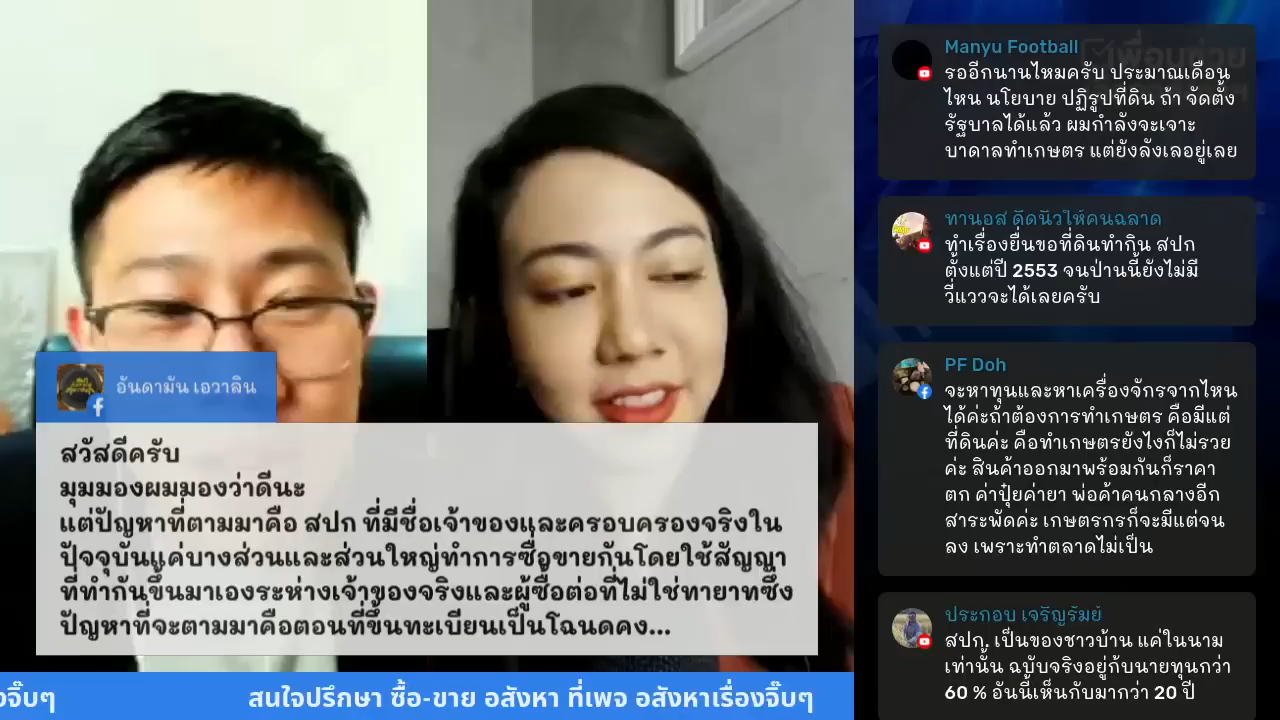 อันดามัน เอวาลิน
สวัสดีครับ
มุมมองผมมองว่าดีนะ
แต่ปัญหาที่ตามมาคือ สปก ที่มีชื่อเจ้าของและครอบครองจริงใน
ปัจจุบันแค่บางส่วนและส่วนใหญ่ทำการซื้อขายกันโดยใช้สัญญา
ที่ทำกันขึ้นมาเองระห่างเจ้าของจริงและผู้ซื้อต่อที่ไม่ใช่ทายาทซึ่ง
ปัญหาที่จะตามมาคือตอนที่ขึ้นทะเบียนเป็นโฉนดคง...
งจิ๊บๆ
สนใจปรึกษา ซื้อ-ขาย อสังหา ที่เพจ อสังหาเรื่องจิ๊บๆ
เพื่อนช่วย
Manyu Football
รออีกนานไหมครับ ประมาณเดือน
ไหน นโยบาย ปฏิรูปที่ดิน ถ้า จัดตั้ง
รัฐบาลได้แล้ว ผมกำลังจะเจาะ
บาดาลทำเกษตร แต่ยังลังเลอยู่เลย
ทานอส ดีดนิ้วให้คนฉลาด
ทำเรื่องยื่นขอที่ดินทำกิน สปก
ตั้งแต่ปี 2553 จนป่านนี้ยังไม่มี
วี่แววจะได้เลยครับ
PF Doh
จะหาทุนและหาเครื่องจักรจากไหน
ได้ค่ะถ้าต้องการทำเกษตร คือมีแต่
ที่ดินค่ะ คือทำเกษตรยังไงก็ไม่รวย
ค่ะ สินค้าออกมาพร้อมกันก็ราคา
ตก ค่าปุ๋ยค่ายา พ่อค้าคนกลางอีก
สาระพัดค่ะ เกษตรกรก็จะมีแต่จน
ลง เพราะทำตลาดไม่เป็น
ประกอบ เจริญรัมย์
สปก. เป็นของชาวบ้าน แค่ในนาม
เท่านั้น ฉบับจริงอยู่กับนายทุนกว่า
60 % อันนี้เห็นกับมากว่า 20 ปี